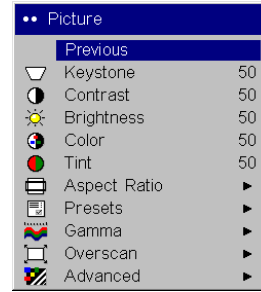 •• Picture
Previous
Keystone 50
Contrast 50
Brightness 50
Color 50
Tint 50
Aspect Ratio ►
Presets ►
Gamma ►
Overscan ►
Advanced ►